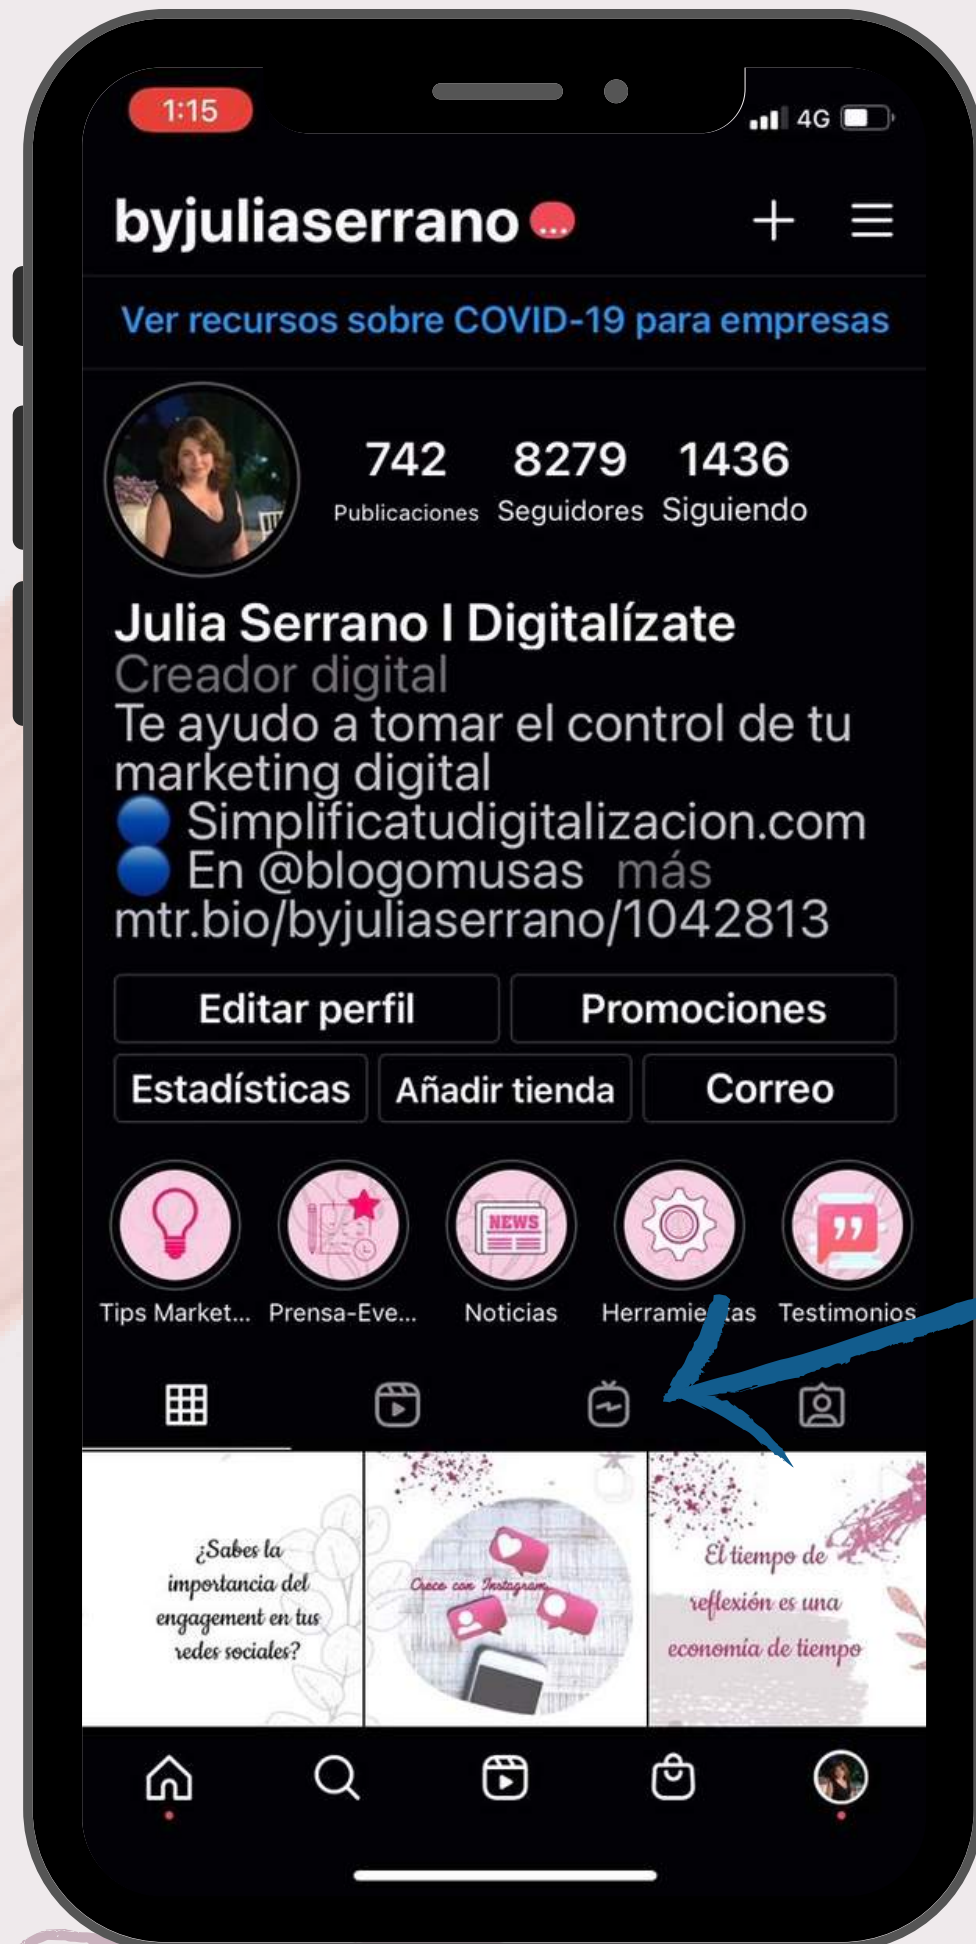 1:15
4G
byjuliaserrano
Ver recursos sobre COVID-19 para empresas
742 8279 1436
Publicaciones Seguidores Siguiendo
Julia Serrano I Digitalízate
Creador digital
Te ayudo a tomar el control de tu
marketing digital
Simplificatudigitalizacion.com
En @blogomusas más
mtr.bio/byjuliaserrano/1042813
Editar perfil Promociones
Estadísticas Añadir tienda Correo
NEWS
Tips Market... Prensa-Eve... Noticias Herramientas Testimonios
¿Sabes la
importancia del
engagement en tus
redes sociales?
Crece con Instagram
El tiempo de
reflexión es una
economía de tiempo